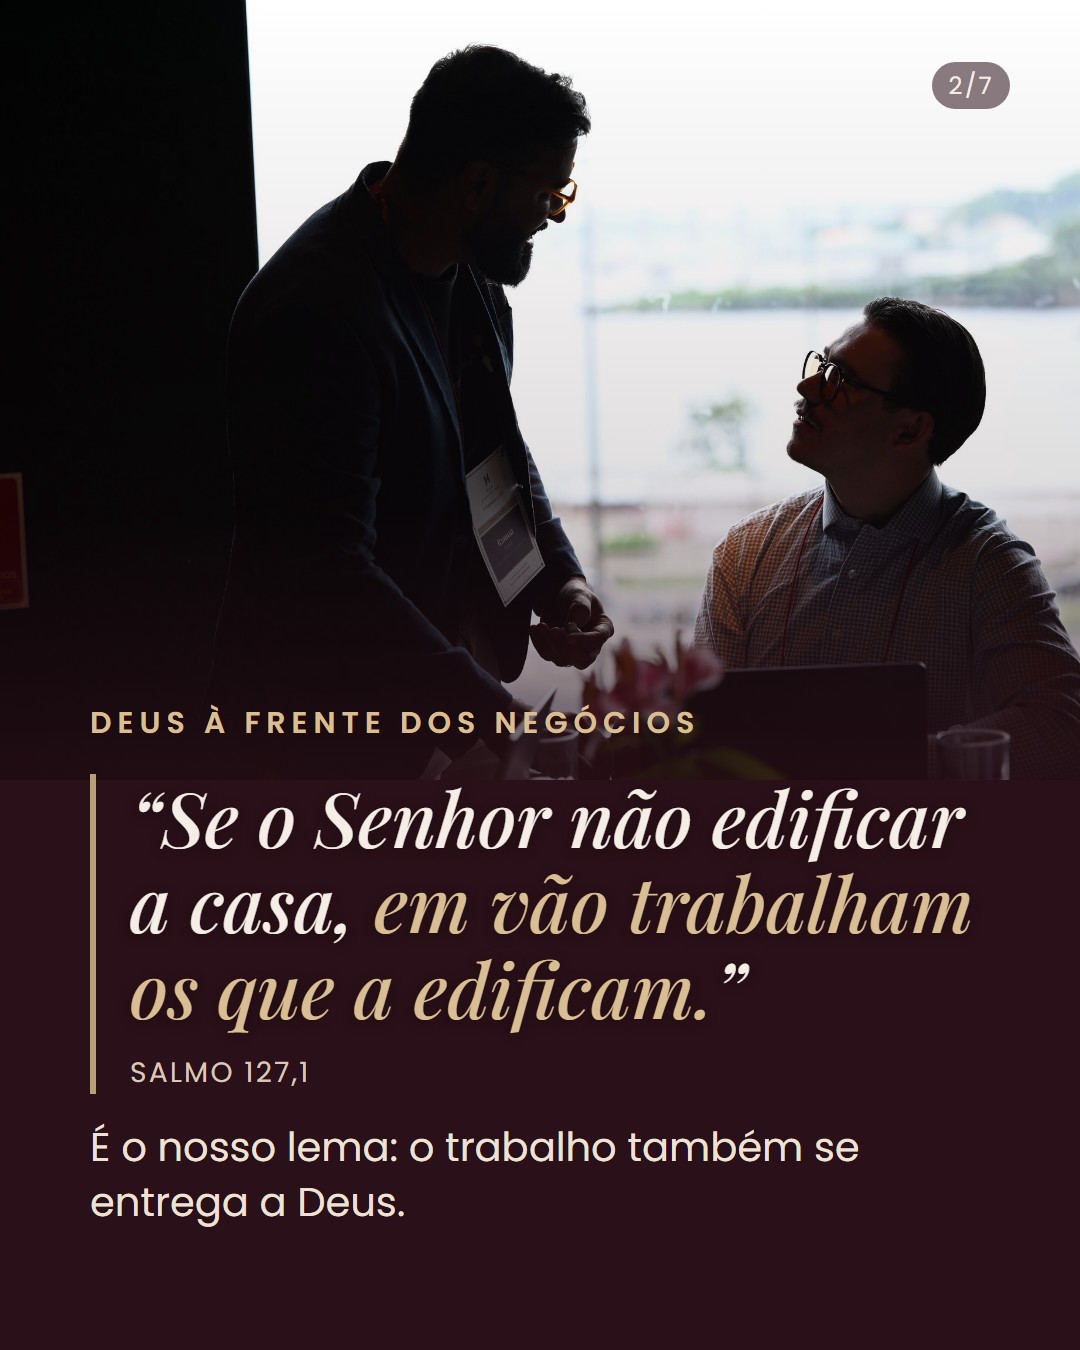 2/7
DEUS À FRENTE DOS NEGÓCIOS
“Se o Senhor não edificar
a casa, em vão trabalham
os que a edificam.”
SALMO 127,1
É o nosso lema: o trabalho também se
entrega a Deus.